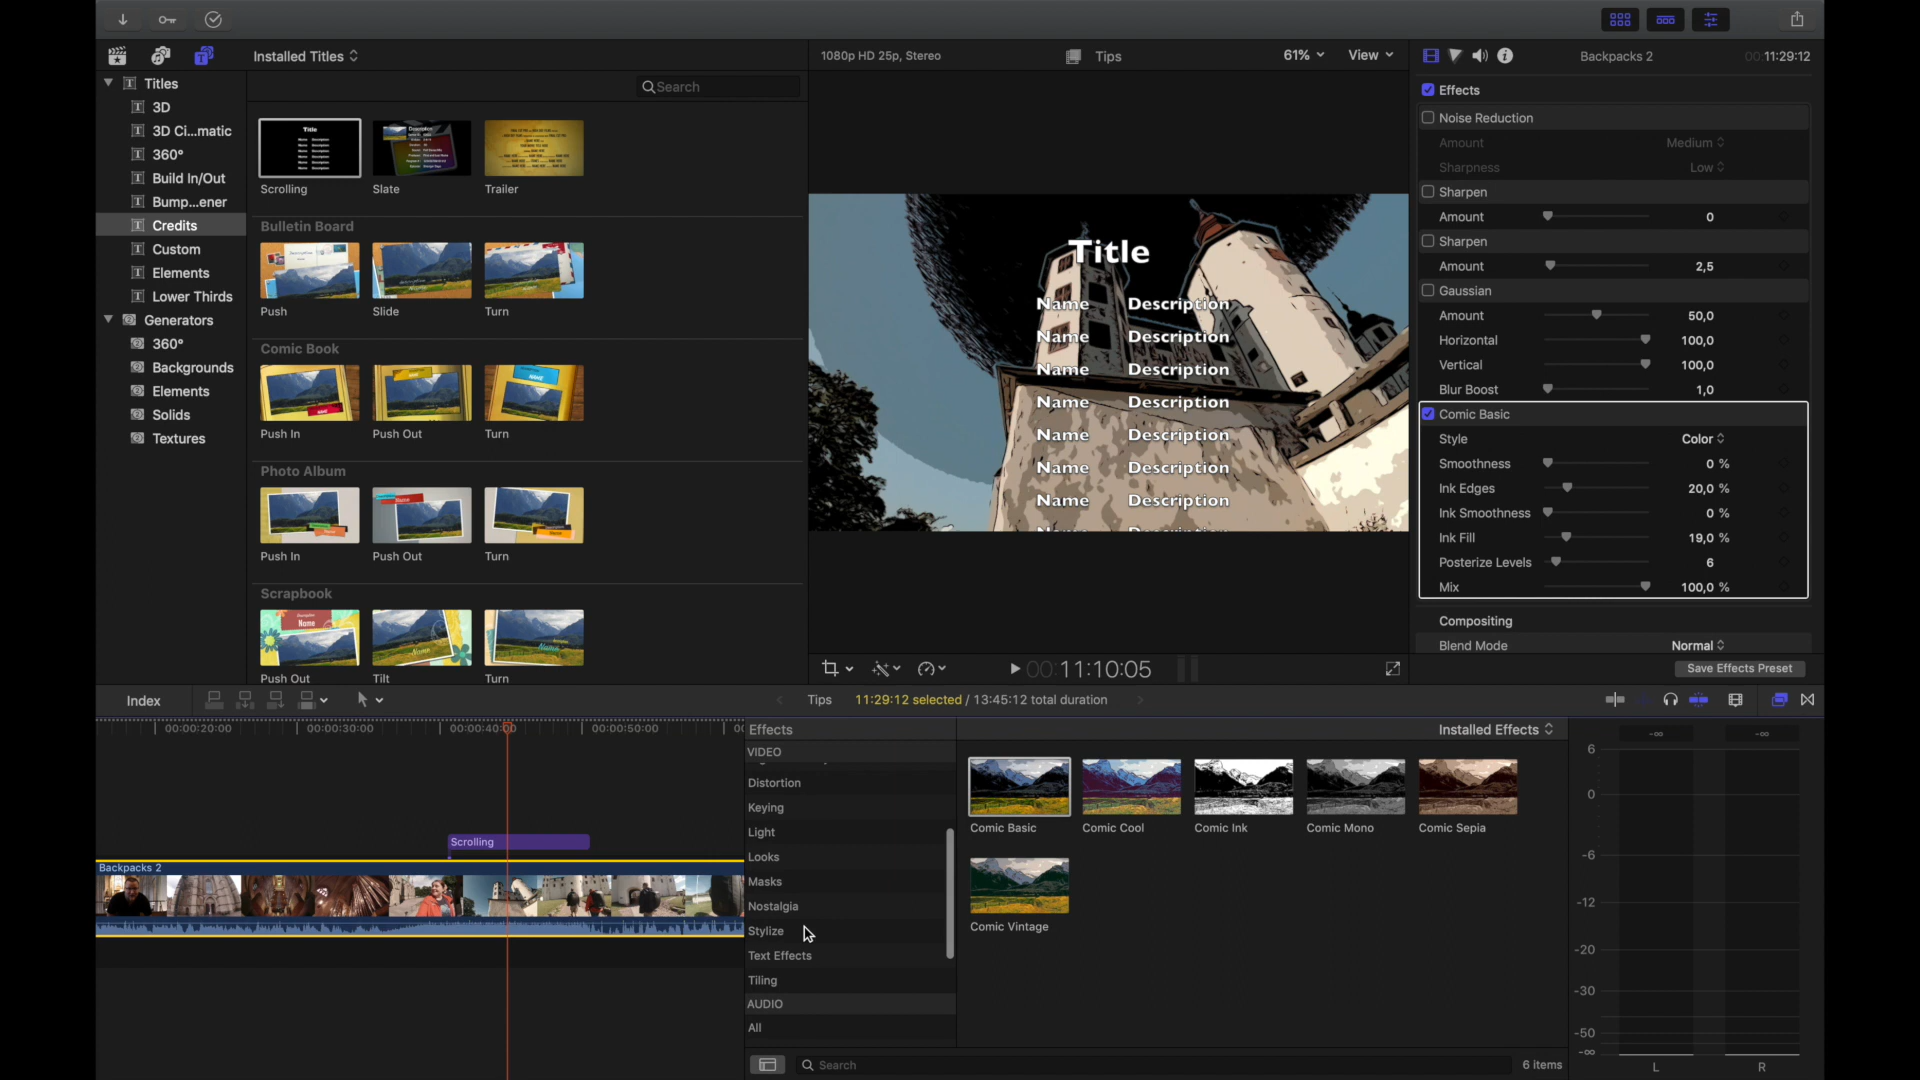 Installed Titles
1080p HD 25p, Stereo
Tips
61%
View
Backpacks 2
00:11:29:12
Titles
3D
3D Ci...matic
360°
Build In/Out
Bump...ener
Credits
Custom
Elements
Lower Thirds
Generators
360°
Backgrounds
Elements
Solids
Textures
Search
Scrolling
Slate
Trailer
Bulletin Board
Push
Slide
Turn
Comic Book
Push In
Push Out
Turn
Photo Album
Push In
Push Out
Turn
Scrapbook
Push Out
Tilt
Turn
Title
Name Description
Name Description
Name Description
Name Description
Name Description
Name Description
Name Description
Effects
Noise Reduction
Amount Medium
Sharpness Low
Sharpen
Amount 0
Sharpen
Amount 2,5
Gaussian
Amount 50,0
Horizontal 100,0
Vertical 100,0
Blur Boost 1,0
Comic Basic
Style Color
Smoothness 0 %
Ink Edges 20,0 %
Ink Smoothness 0 %
Ink Fill 19,0 %
Posterize Levels 6
Mix 100,0 %
Compositing
Blend Mode Normal
Save Effects Preset
00:11:10:05
Index
Tips
11:29:12 selected / 13:45:12 total duration
00:00:20:00
00:00:30:00
00:00:40:00
00:00:50:00
Scrolling
Backpacks 2
Effects
VIDEO
Distortion
Keying
Light
Looks
Masks
Nostalgia
Stylize
Text Effects
Tiling
AUDIO
All
Installed Effects
Comic Basic
Comic Cool
Comic Ink
Comic Mono
Comic Sepia
Comic Vintage
Search
6 items
-∞ -∞
6
0
-6
-12
-20
-30
-50
-∞
L R